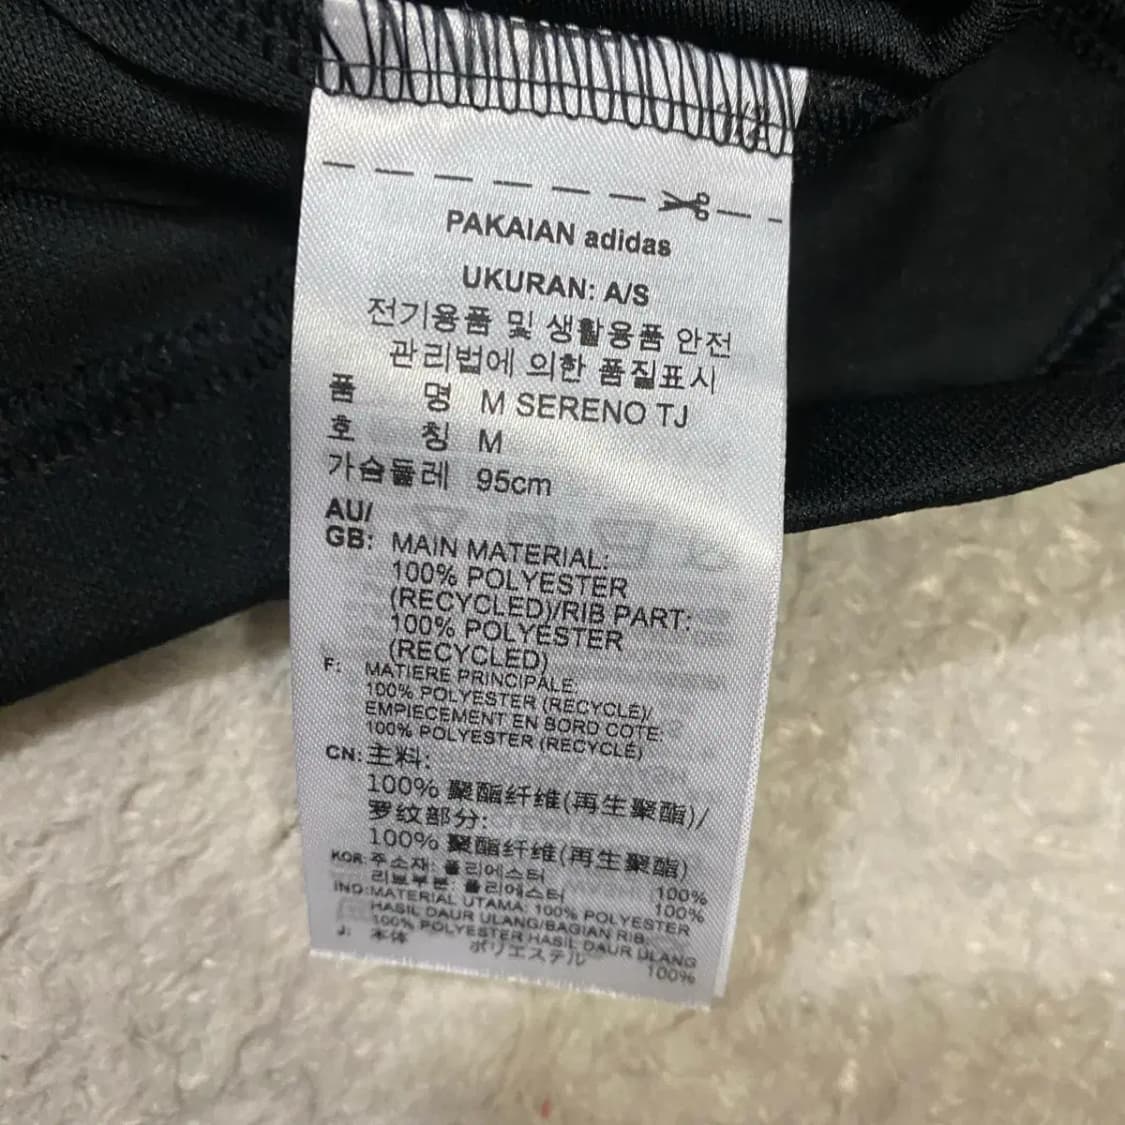 PAKAIAN adidas
UKURAN: A/S
전기용품 및 생활용품 안전
관리법에 의한 품질표시
품 명 M SERENO TJ
호 칭 M
가슴둘레 95cm
AU/
GB: MAIN MATERIAL:
100% POLYESTER
(RECYCLED)/RIB PART:
100% POLYESTER
(RECYCLED)
F: MATIERE PRINCIPALE:
100% POLYESTER (RECYCLÉ)/
EMPIECEMENT EN BORD COTE:
100% POLYESTER (RECYCLÉ)
CN: 主料:
100% 聚酯纤维(再生聚酯)/
罗纹部分:
100% 聚酯纤维(再生聚酯)
KOR: 주소재: 폴리에스터 100%
리브부분: 폴리에스터 100%
IND: MATERIAL UTAMA: 100% POLYESTER
HASIL DAUR ULANG/BAGIAN RIB:
100% POLYESTER HASIL DAUR ULANG
J: 本体 ポリエステル 100%